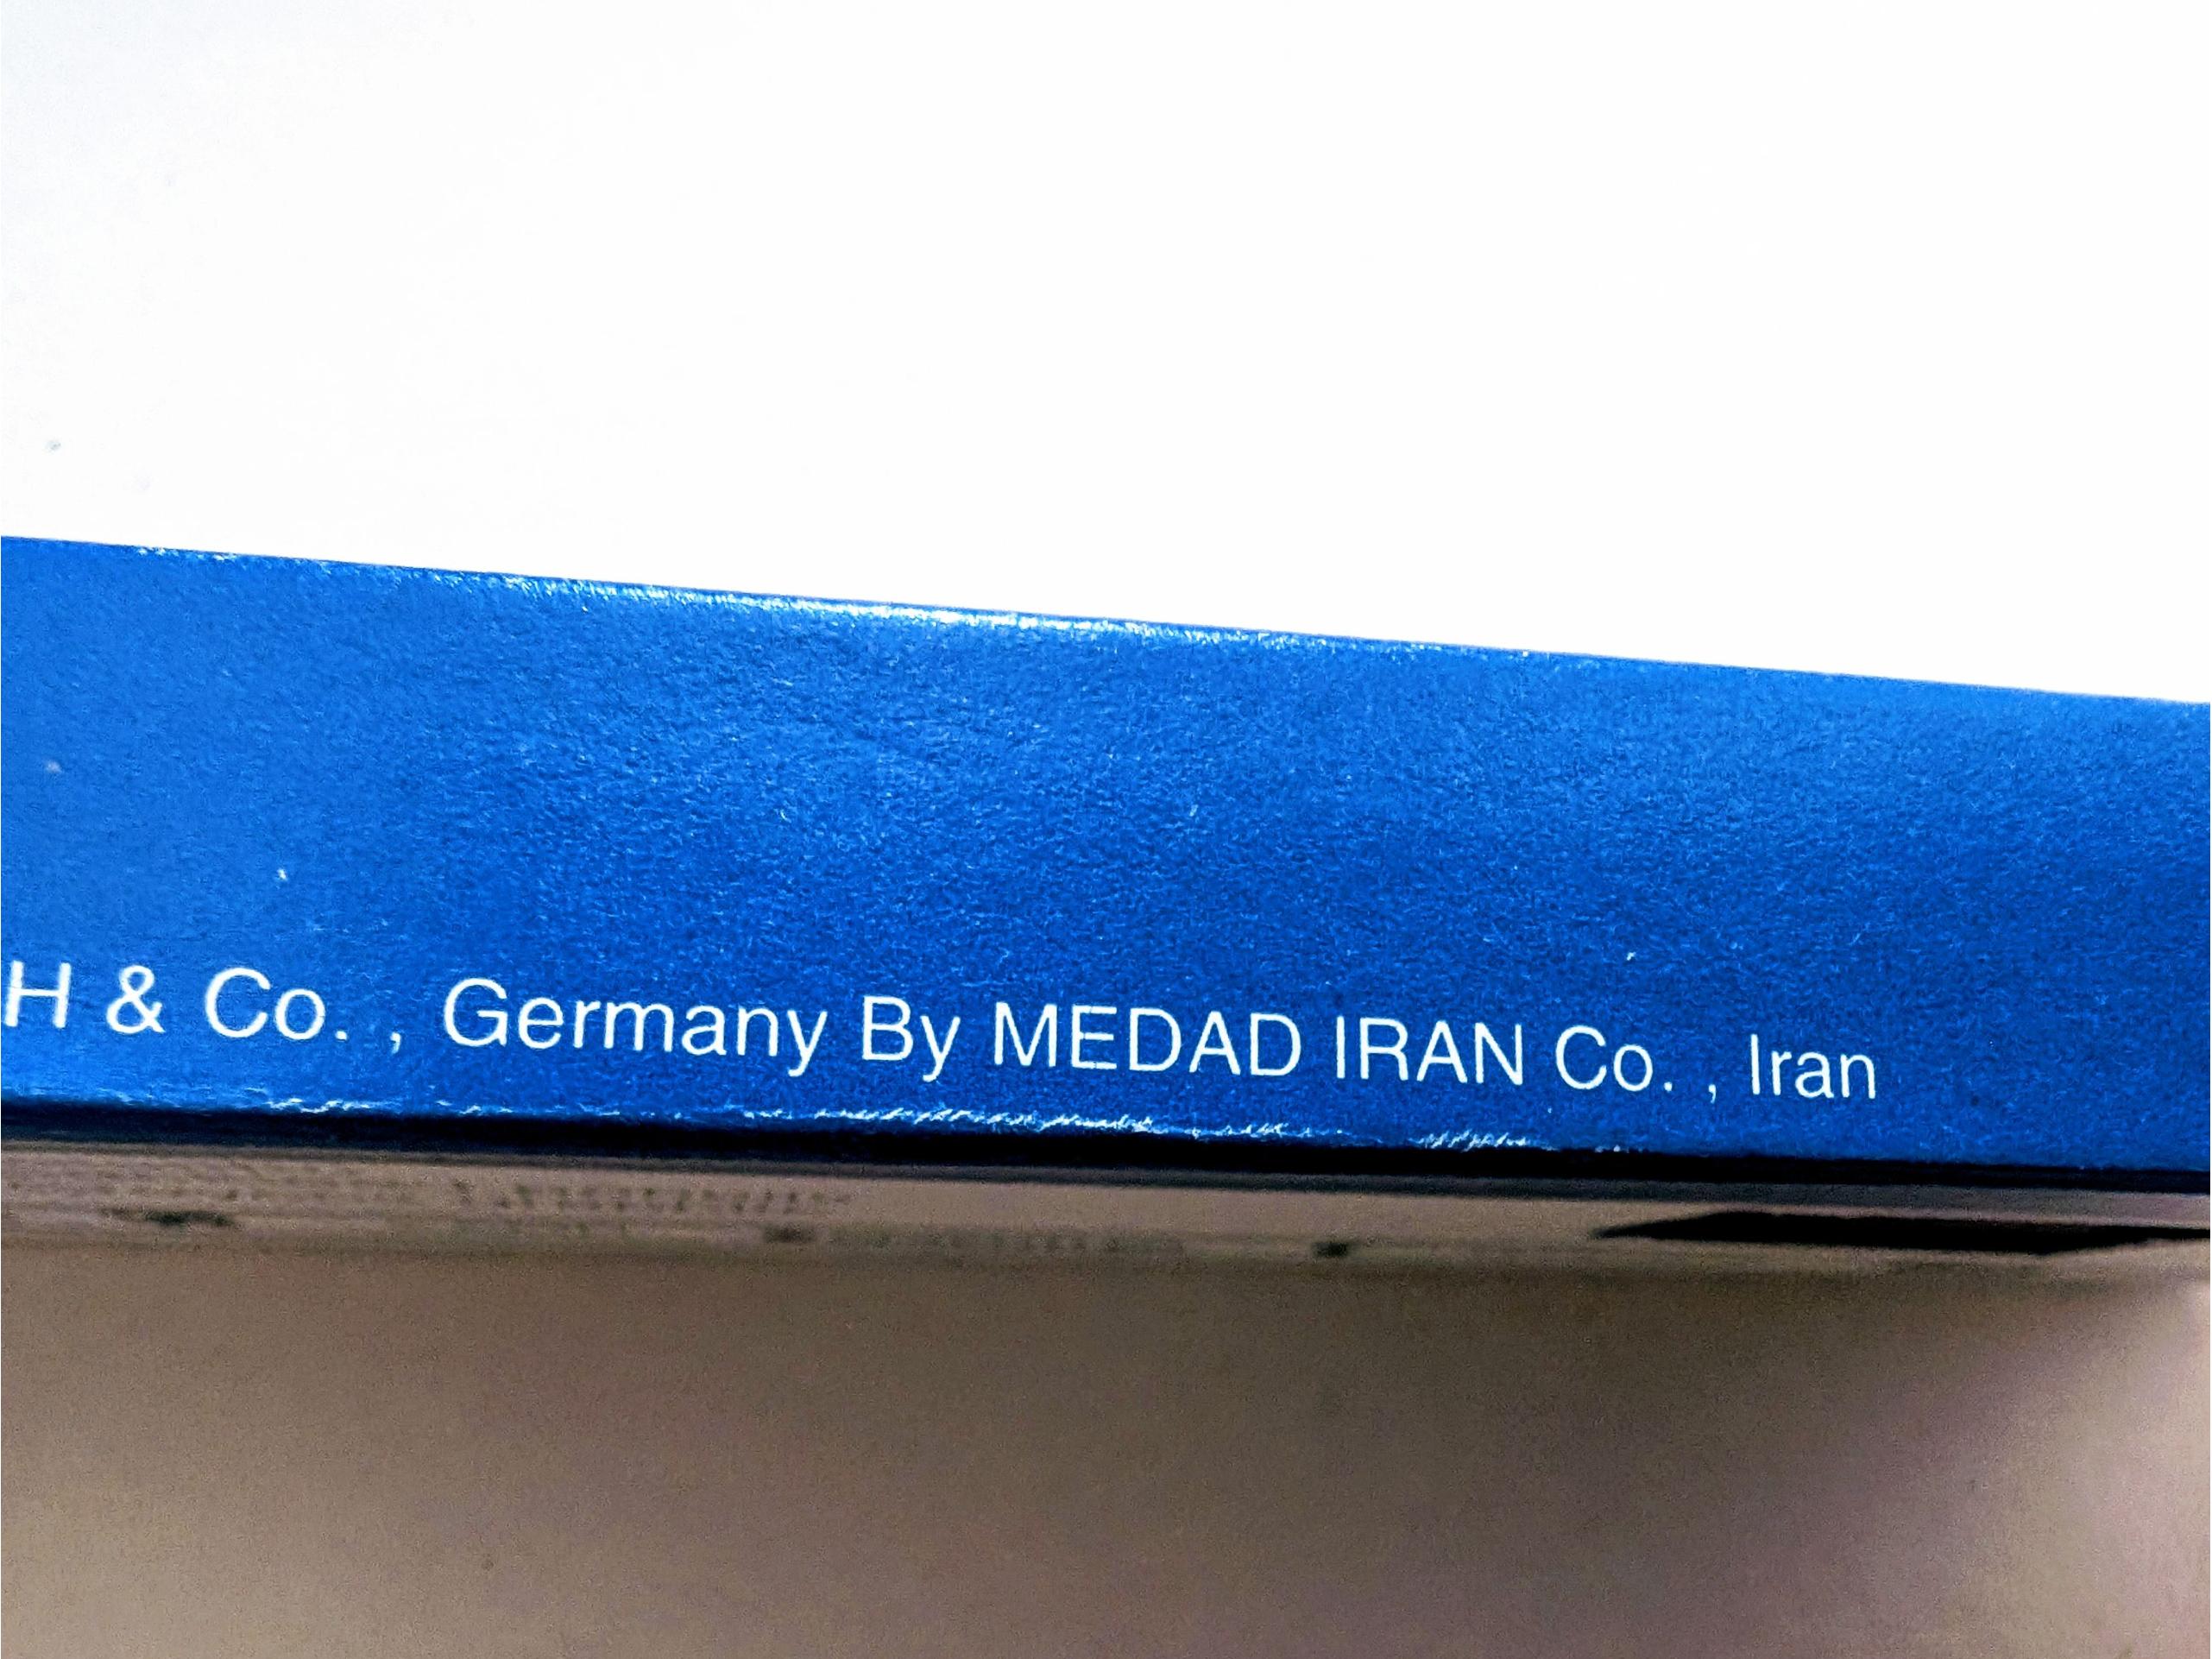 H & Co. , Germany By MEDAD IRAN Co. , Iran